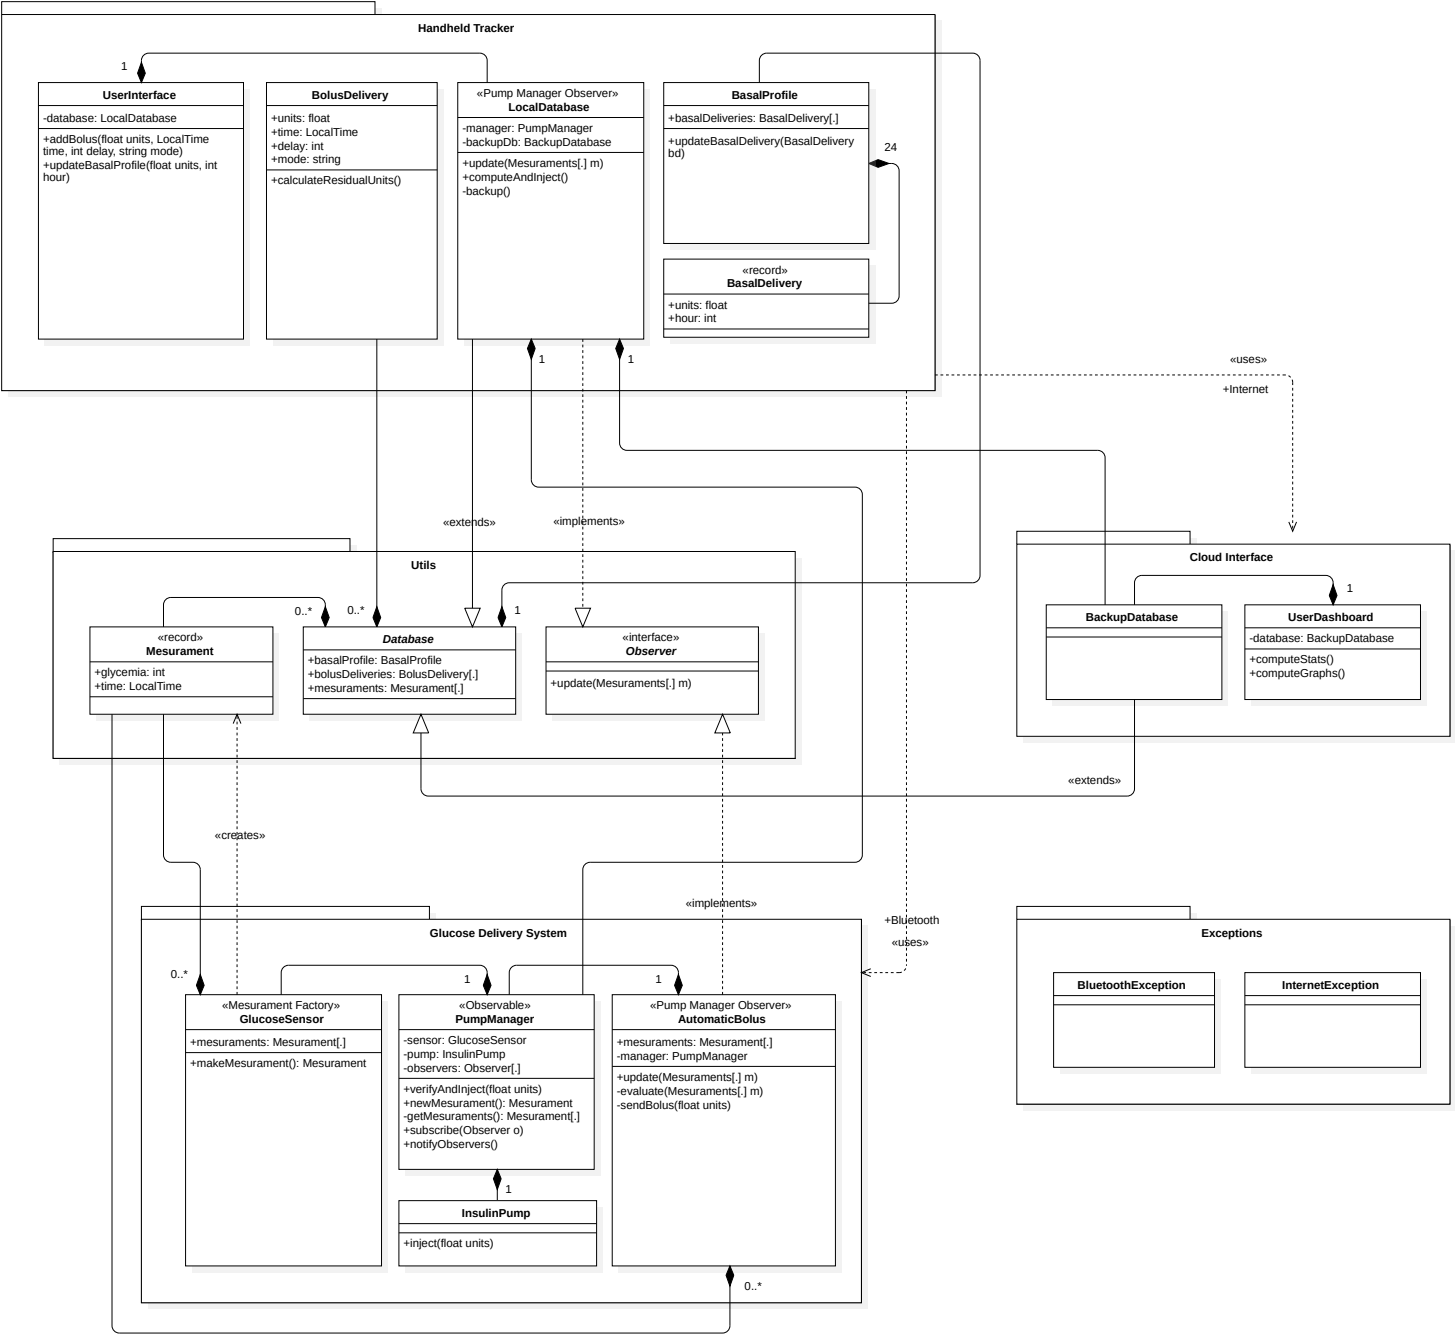 Handheld Tracker
1
UserInterface
-database: LocalDatabase
+addBolus(float units, LocalTime
time, int delay, string mode)
+updateBasalProfile(float units, int
hour)
BolusDelivery
+units: float
+time: LocalTime
+delay: int
+mode: string
+calculateResidualUnits()
«Pump Manager Observer»
LocalDatabase
-manager: PumpManager
-backupDb: BackupDatabase
+update(Mesuraments[.] m)
+computeAndInject()
-backup()
BasalProfile
+basalDeliveries: BasalDelivery[.]
+updateBasalDelivery(BasalDelivery
bd)
24
«record»
BasalDelivery
+units: float
+hour: int
1
1
«uses»
+Internet
«extends»
«implements»
Utils
0..*
0..*
1
«record»
Mesurament
+glycemia: int
+time: LocalTime
Database
+basalProfile: BasalProfile
+bolusDeliveries: BolusDelivery[.]
+mesuraments: Mesurament[.]
«interface»
Observer
+update(Mesuraments[.] m)
Cloud Interface
1
BackupDatabase
UserDashboard
-database: BackupDatabase
+computeStats()
+computeGraphs()
«extends»
«creates»
«implements»
+Bluetooth
«uses»
Glucose Delivery System
0..*
1
1
«Mesurament Factory»
GlucoseSensor
+mesuraments: Mesurament[.]
+makeMesurament(): Mesurament
«Observable»
PumpManager
-sensor: GlucoseSensor
-pump: InsulinPump
-observers: Observer[.]
+verifyAndInject(float units)
+newMesurament(): Mesurament
-getMesuraments(): Mesurament[.]
+subscribe(Observer o)
+notifyObservers()
1
InsulinPump
+inject(float units)
«Pump Manager Observer»
AutomaticBolus
+mesuraments: Mesurament[.]
-manager: PumpManager
+update(Mesuraments[.] m)
-evaluate(Mesuraments[.] m)
-sendBolus(float units)
0..*
Exceptions
BluetoothException
InternetException